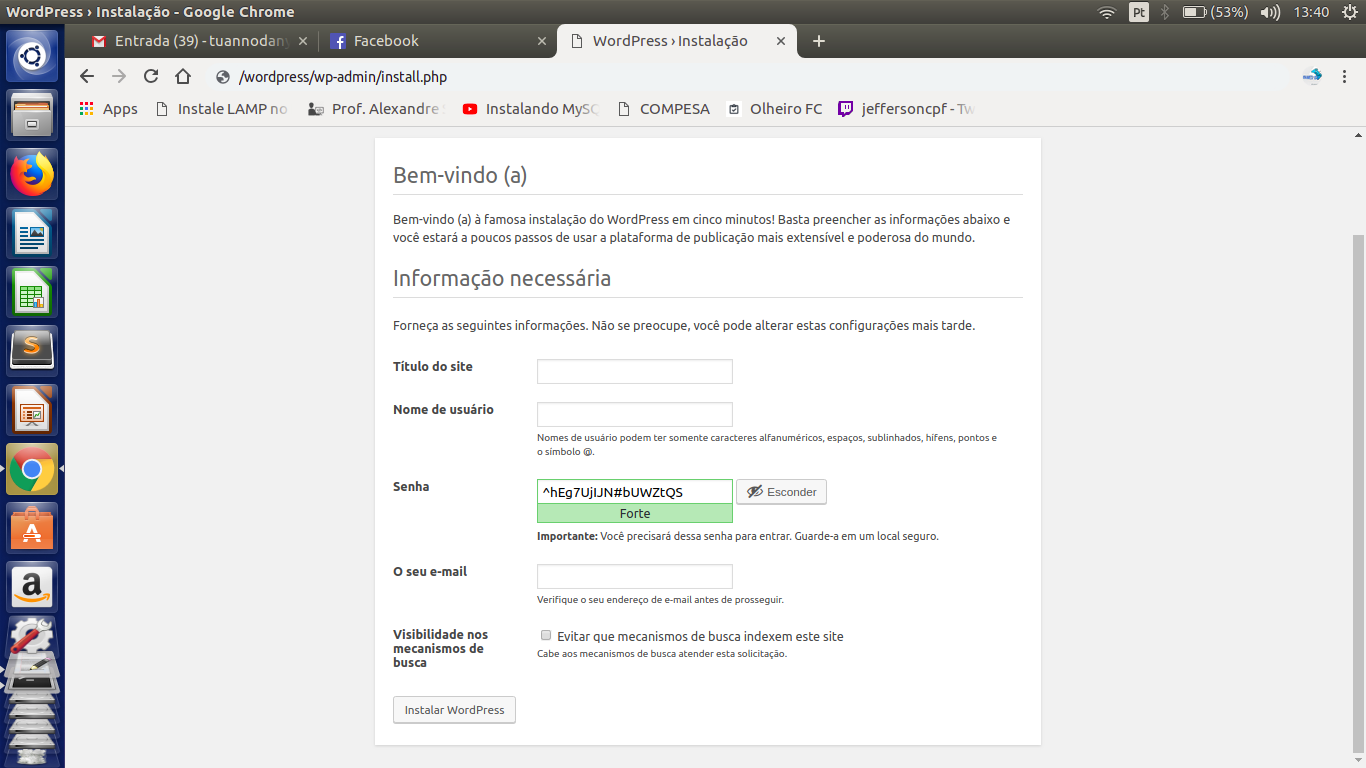 WordPress › Instalação - Google Chrome
Pt (53%) 13:40
Entrada (39) - tuannodany
Facebook
WordPress › Instalação
/wordpress/wp-admin/install.php
Apps
Instale LAMP no
Prof. Alexandre
Instalando MySQ
COMPESA
Olheiro FC
jeffersoncpf - Tw
Bem-vindo (a)
Bem-vindo (a) à famosa instalação do WordPress em cinco minutos! Basta preencher as informações abaixo e
você estará a poucos passos de usar a plataforma de publicação mais extensível e poderosa do mundo.
Informação necessária
Forneça as seguintes informações. Não se preocupe, você pode alterar estas configurações mais tarde.
Título do site
Nome de usuário
Nomes de usuário podem ter somente caracteres alfanuméricos, espaços, sublinhados, hífens, pontos e
o símbolo @.
Senha
^hEg7UjIJN#bUWZtQS
Esconder
Forte
Importante: Você precisará dessa senha para entrar. Guarde-a em um local seguro.
O seu e-mail
Verifique o seu endereço de e-mail antes de prosseguir.
Visibilidade nos
mecanismos de
busca
Evitar que mecanismos de busca indexem este site
Cabe aos mecanismos de busca atender esta solicitação.
Instalar WordPress